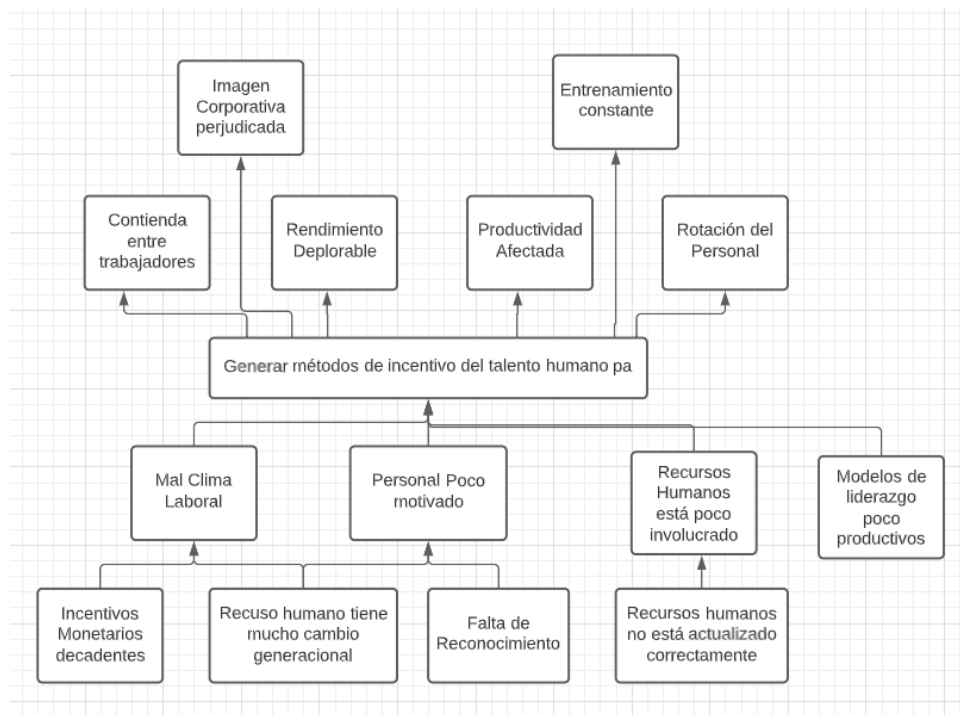 Imagen
Corporativa
perjudicada
Entrenamiento
constante
Contienda
entre
trabajadores
Rendimiento
Deplorable
Productividad
Afectada
Rotación del
Personal
Generar métodos de incentivo del talento humano pa
Mal Clima
Laboral
Personal Poco
motivado
Recursos
Humanos
está poco
involucrado
Modelos de
liderazgo
poco
productivos
Incentivos
Monetarios
decadentes
Recuso humano tiene
mucho cambio
generacional
Falta de
Reconocimiento
Recursos humanos
no está actualizado
correctamente